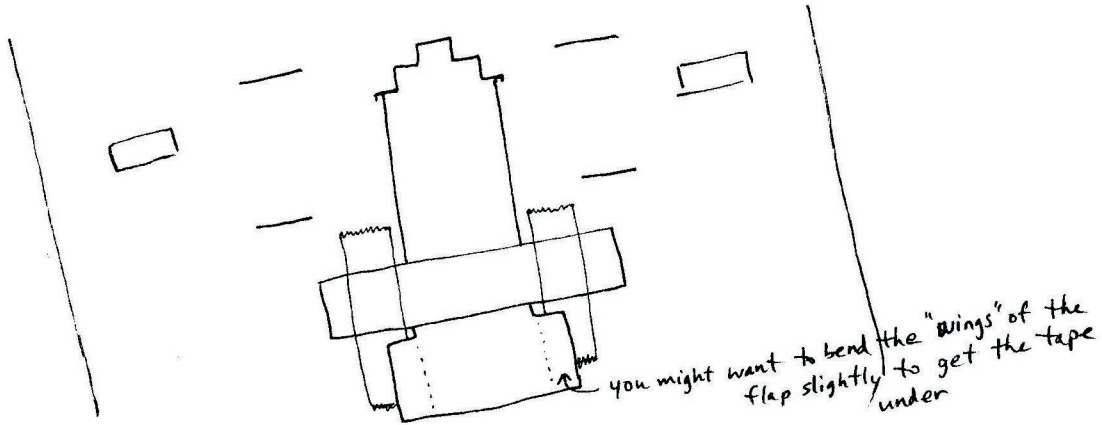 you might want to bend the "wings" of the
flap slightly to get the tape
under